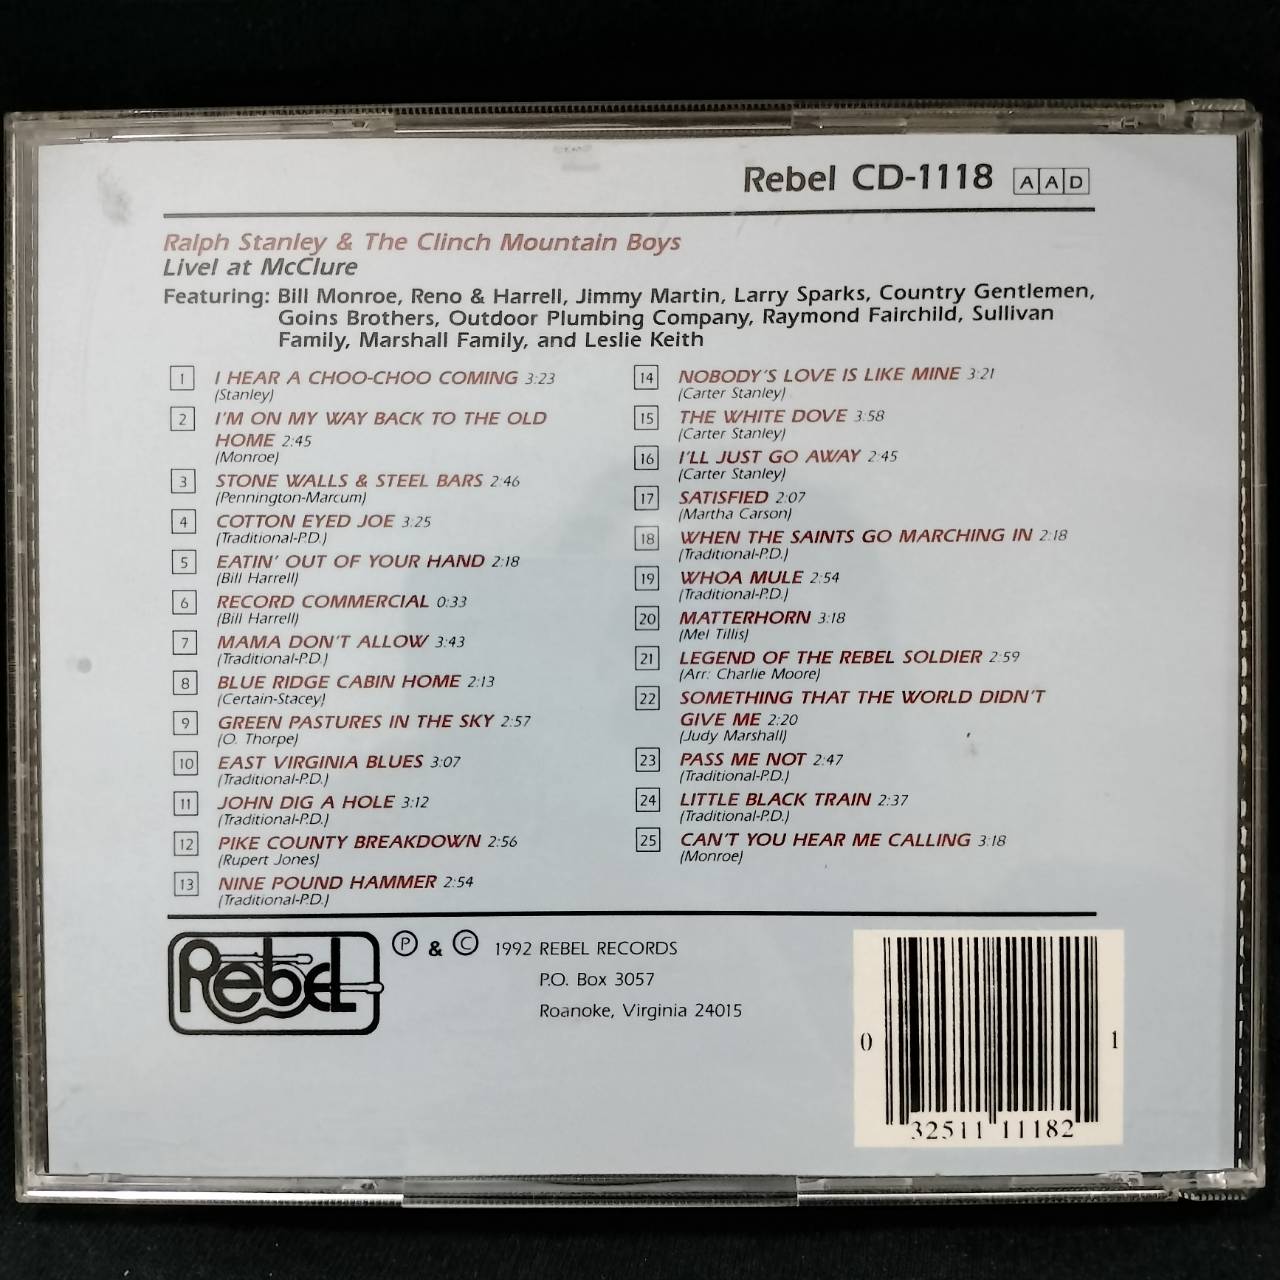 Rebel CD-1118 AAD
Ralph Stanley & The Clinch Mountain Boys
Live! at McClure
Featuring: Bill Monroe, Reno & Harrell, Jimmy Martin, Larry Sparks, Country Gentlemen,
Goins Brothers, Outdoor Plumbing Company, Raymond Fairchild, Sullivan
Family, Marshall Family, and Leslie Keith
1 I HEAR A CHOO-CHOO COMING 3:23
(Stanley)
2 I'M ON MY WAY BACK TO THE OLD
HOME 2:45
(Monroe)
3 STONE WALLS & STEEL BARS 2:46
(Pennington-Marcum)
4 COTTON EYED JOE 3:25
(Traditional-P.D.)
5 EATIN' OUT OF YOUR HAND 2:18
(Bill Harrell)
6 RECORD COMMERCIAL 0:33
(Bill Harrell)
7 MAMA DON'T ALLOW 3:43
(Traditional-P.D.)
8 BLUE RIDGE CABIN HOME 2:13
(Certain-Stacey)
9 GREEN PASTURES IN THE SKY 2:57
(O. Thorpe)
10 EAST VIRGINIA BLUES 3:07
(Traditional-P.D.)
11 JOHN DIG A HOLE 3:12
(Traditional-P.D.)
12 PIKE COUNTY BREAKDOWN 2:56
(Rupert Jones)
13 NINE POUND HAMMER 2:54
(Traditional-P.D.)
14 NOBODY'S LOVE IS LIKE MINE 3:21
(Carter Stanley)
15 THE WHITE DOVE 3:58
(Carter Stanley)
16 I'LL JUST GO AWAY 2:45
(Carter Stanley)
17 SATISFIED 2:07
(Martha Carson)
18 WHEN THE SAINTS GO MARCHING IN 2:18
(Traditional-P.D.)
19 WHOA MULE 2:54
(Traditional-P.D.)
20 MATTERHORN 3:18
(Mel Tillis)
21 LEGEND OF THE REBEL SOLDIER 2:59
(Arr: Charlie Moore)
22 SOMETHING THAT THE WORLD DIDN'T
GIVE ME 2:20
(Judy Marshall)
23 PASS ME NOT 2:47
(Traditional-P.D.)
24 LITTLE BLACK TRAIN 2:37
(Traditional-P.D.)
25 CAN'T YOU HEAR ME CALLING 3:18
(Monroe)
Rebel
Ⓟ & © 1992 REBEL RECORDS
P.O. Box 3057
Roanoke, Virginia 24015
0 32511 11182 1